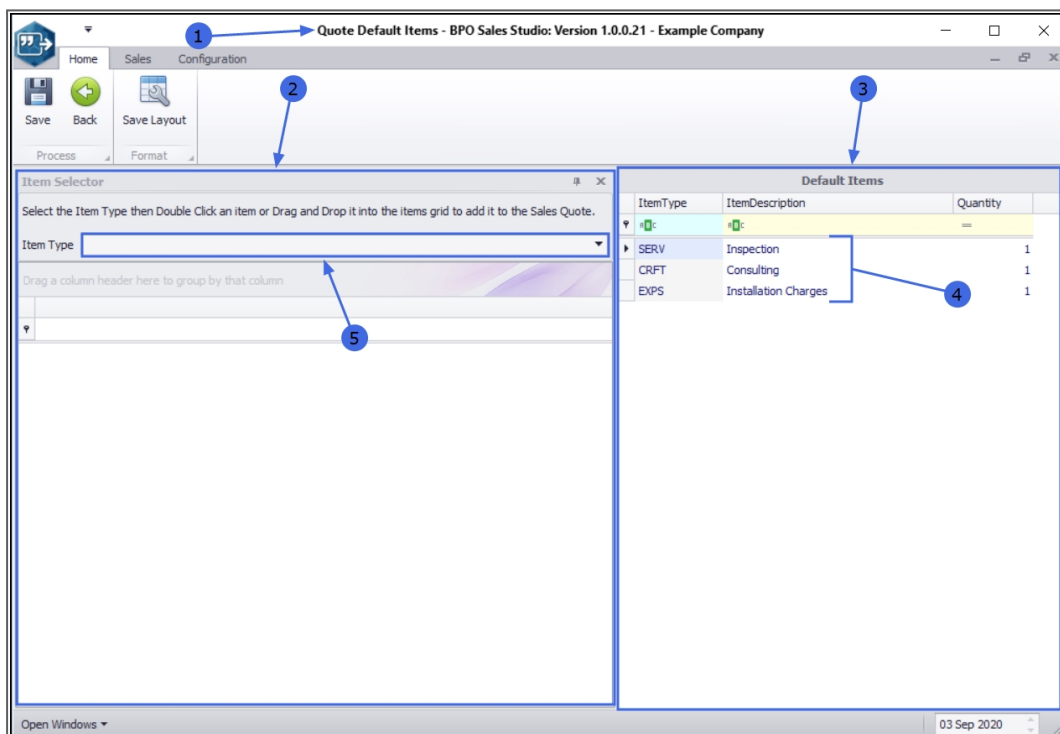 Quote Default Items - BPO Sales Studio: Version 1.0.0.21 - Example Company
1
Home Sales Configuration
2
3
Save Back Save Layout
Process Format
Item Selector
Default Items
Select the Item Type then Double Click an item or Drag and Drop it into the items grid to add it to the Sales Quote.
ItemType ItemDescription Quantity
Item Type
=
SERV Inspection 1
CRFT Consulting 1
EXPS Installation Charges 1
Drag a column header here to group by that column
4
5
Open Windows
03 Sep 2020